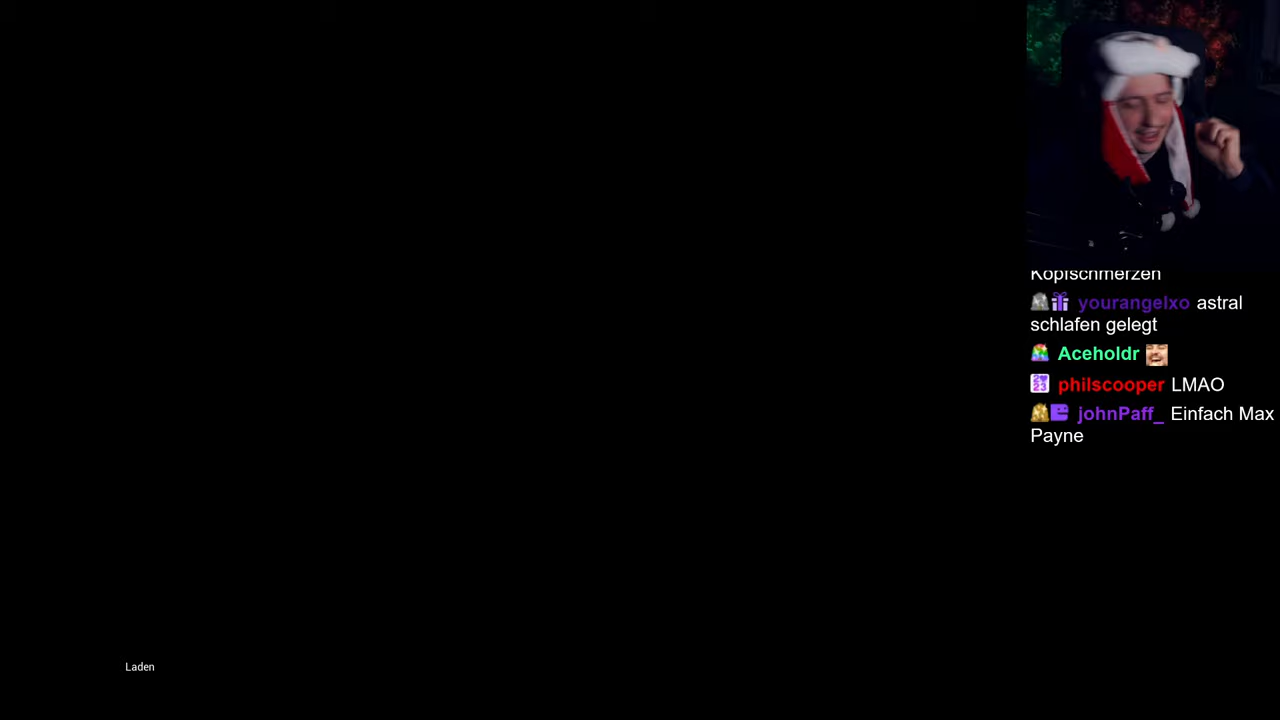 Kopfschmerzen
yourangelxo astral
schlafen gelegt
Aceholdr
philscooper LMAO
johnPaff_ Einfach Max
Payne
Laden